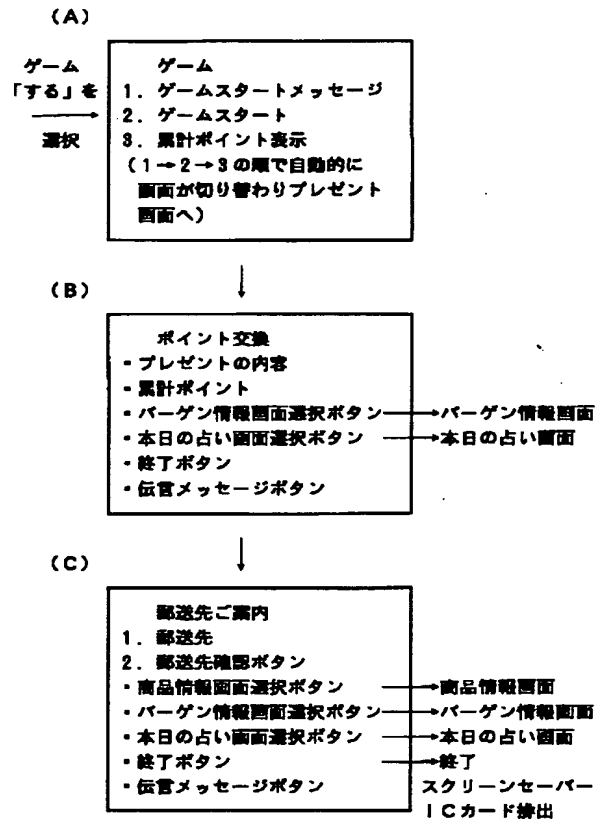 (A)
ゲーム
「する」を
選択
ゲーム
1.ゲームスタートメッセージ
2.ゲームスタート
3.累計ポイント表示
(1→2→3の順で自動的に
画面が切り替わりプレゼント
画面へ)
(B)
ポイント交換
・プレゼントの内容
・累計ポイント
・バーゲン情報画面選択ボタン→バーゲン情報画面
・本日の占い画面選択ボタン→本日の占い画面
・終了ボタン
・伝言メッセージボタン
(C)
郵送先ご案内
1.郵送先
2.郵送先確認ボタン
・商品情報画面選択ボタン→商品情報画面
・バーゲン情報画面選択ボタン→バーゲン情報画面
・本日の占い画面選択ボタン→本日の占い画面
・終了ボタン→終了
・伝言メッセージボタン スクリーンセーバー
ICカード排出